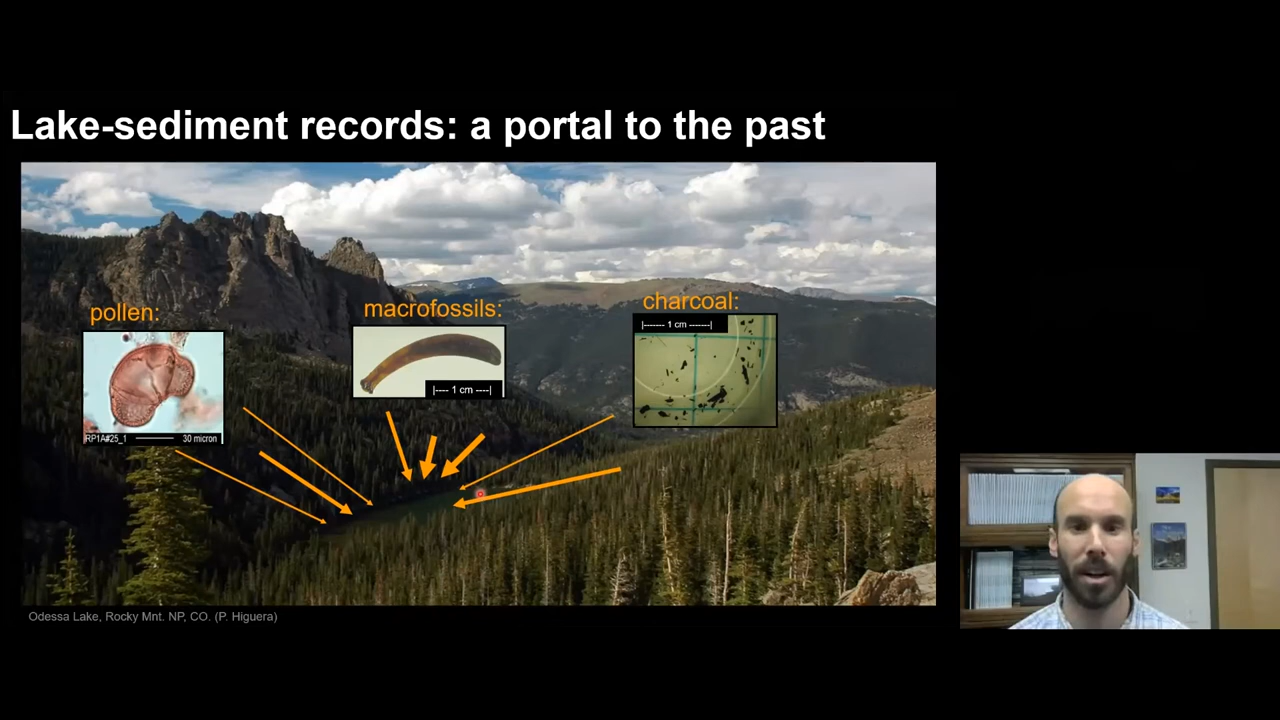 Lake-sediment records: a portal to the past
pollen:
macrofossils:
charcoal:
|------- 1 cm -------|
|---- 1 cm ----|
RP1A#25_1
30 micron
Odessa Lake, Rocky Mnt. NP, CO. (P. Higuera)